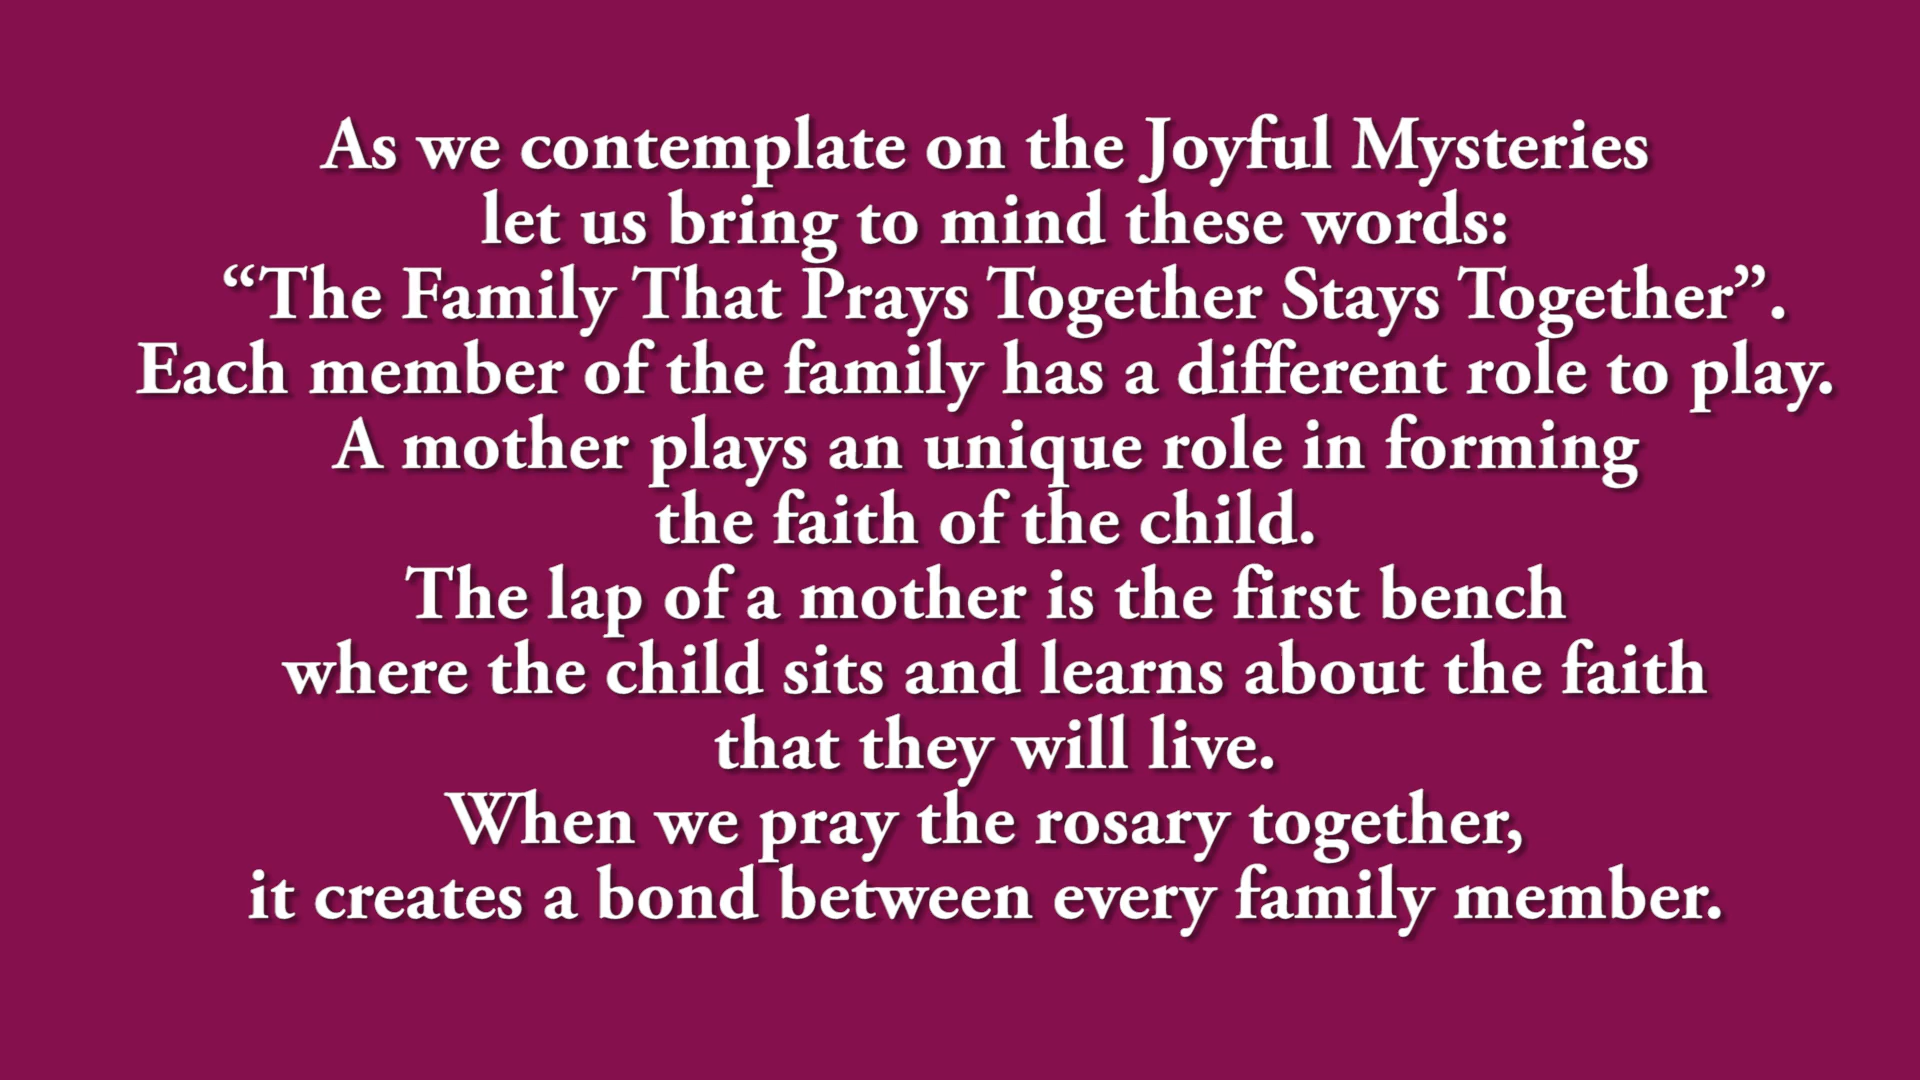 As we contemplate on the Joyful Mysteries
let us bring to mind these words:
“The Family That Prays Together Stays Together”.
Each member of the family has a different role to play.
A mother plays an unique role in forming
the faith of the child.
The lap of a mother is the first bench
where the child sits and learns about the faith
that they will live.
When we pray the rosary together,
it creates a bond between every family member.